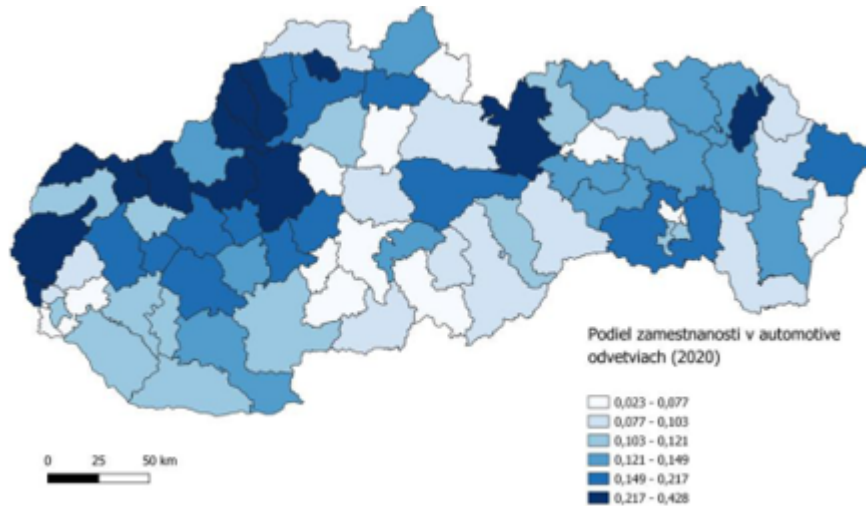 Podiel zamestnanosti v automotive
odvetviach (2020)
0,023 - 0,077
0,077 - 0,103
0,103 - 0,121
0,121 - 0,149
0,149 - 0,217
0,217 - 0,428
0 25 50 km